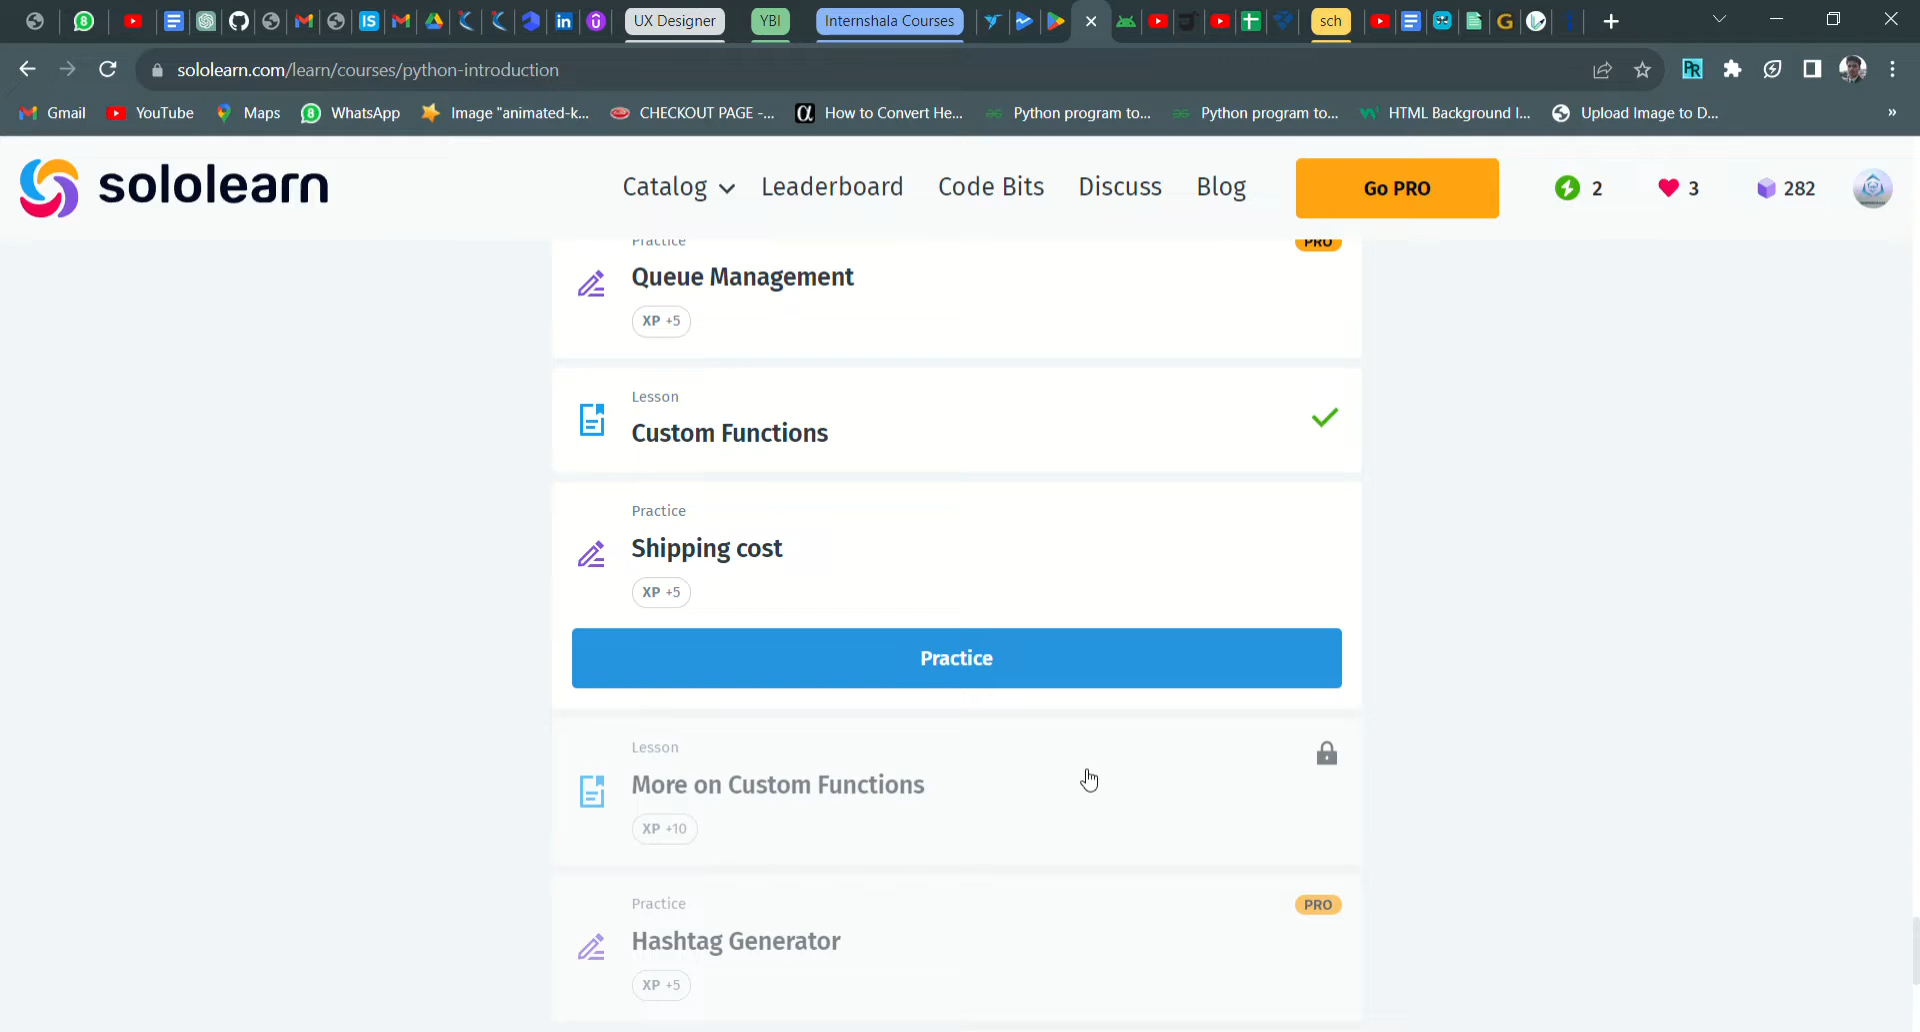 UX Designer
YBI
Internshala Courses
sch
sololearn.com/learn/courses/python-introduction
Gmail
YouTube
Maps
WhatsApp
Image "animated-k...
CHECKOUT PAGE -...
How to Convert He...
Python program to...
Python program to...
HTML Background I...
Upload Image to D...
»
sololearn
Catalog
Leaderboard
Code Bits
Discuss
Blog
Go PRO
2
3
282
Practice
PRO
Queue Management
XP +5
Lesson
Custom Functions
Practice
Shipping cost
XP +5
Practice
Lesson
More on Custom Functions
XP +10
Practice
PRO
Hashtag Generator
XP +5